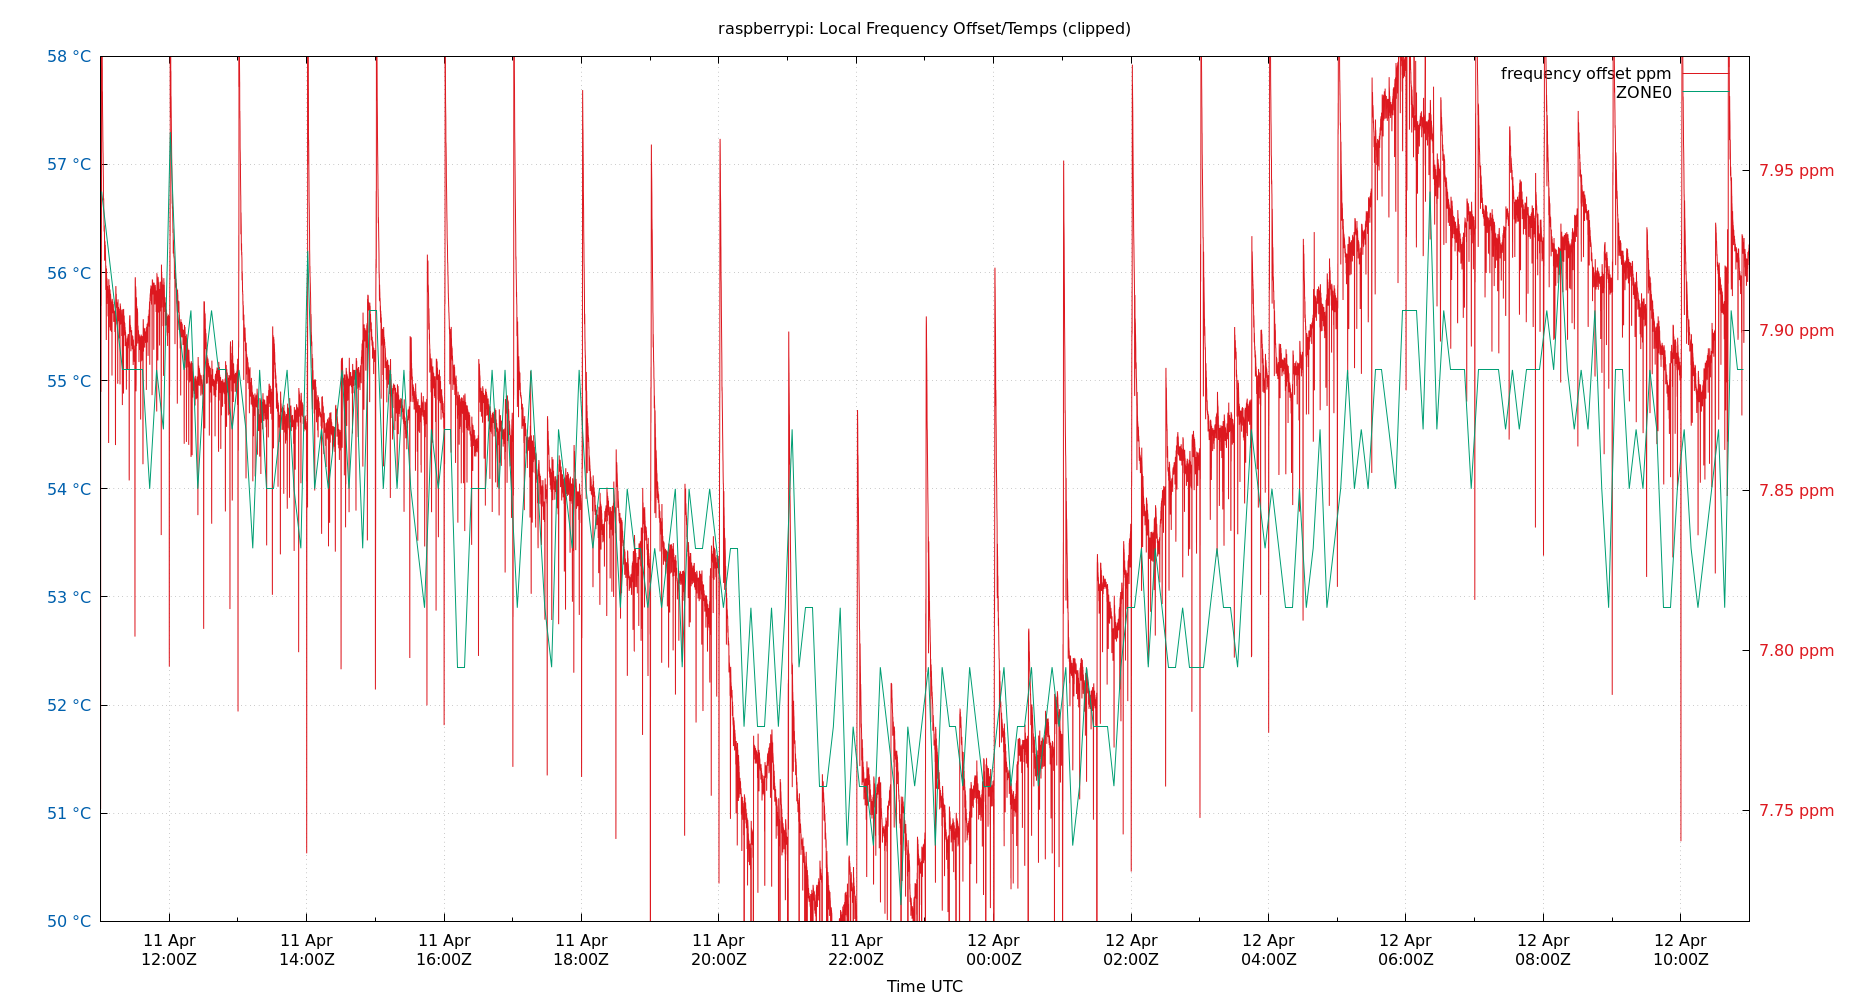 raspberrypi: Local Frequency Offset/Temps (clipped)
58 °C
57 °C
56 °C
55 °C
54 °C
53 °C
52 °C
51 °C
50 °C
frequency offset ppm
ZONE0
7.95 ppm
7.90 ppm
7.85 ppm
7.80 ppm
7.75 ppm
11 Apr
12:00Z
11 Apr
14:00Z
11 Apr
16:00Z
11 Apr
18:00Z
11 Apr
20:00Z
11 Apr
22:00Z
12 Apr
00:00Z
12 Apr
02:00Z
12 Apr
04:00Z
12 Apr
06:00Z
12 Apr
08:00Z
12 Apr
10:00Z
Time UTC